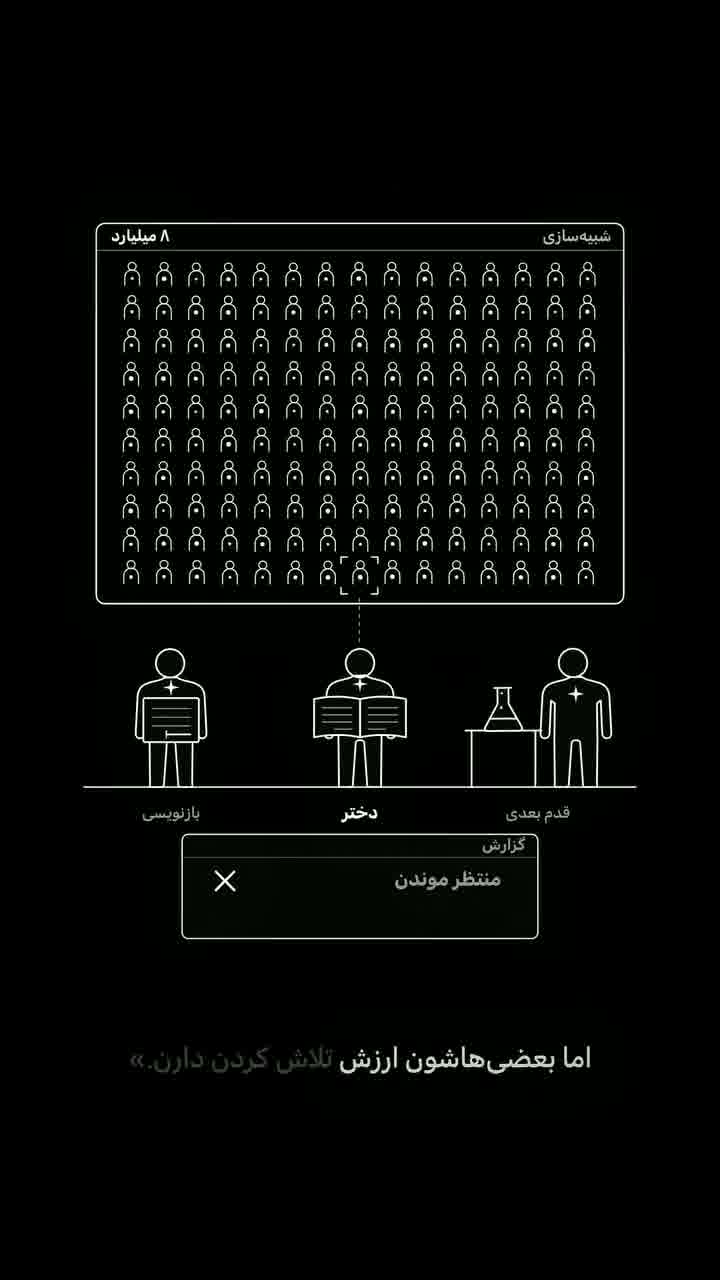 شبیه‌سازی ۸ میلیارد
قدم بعدی دختر بازنویسی
گزارش
منتظر موندن
اما بعضی‌هاشون ارزش تلاش کردن دارن.»